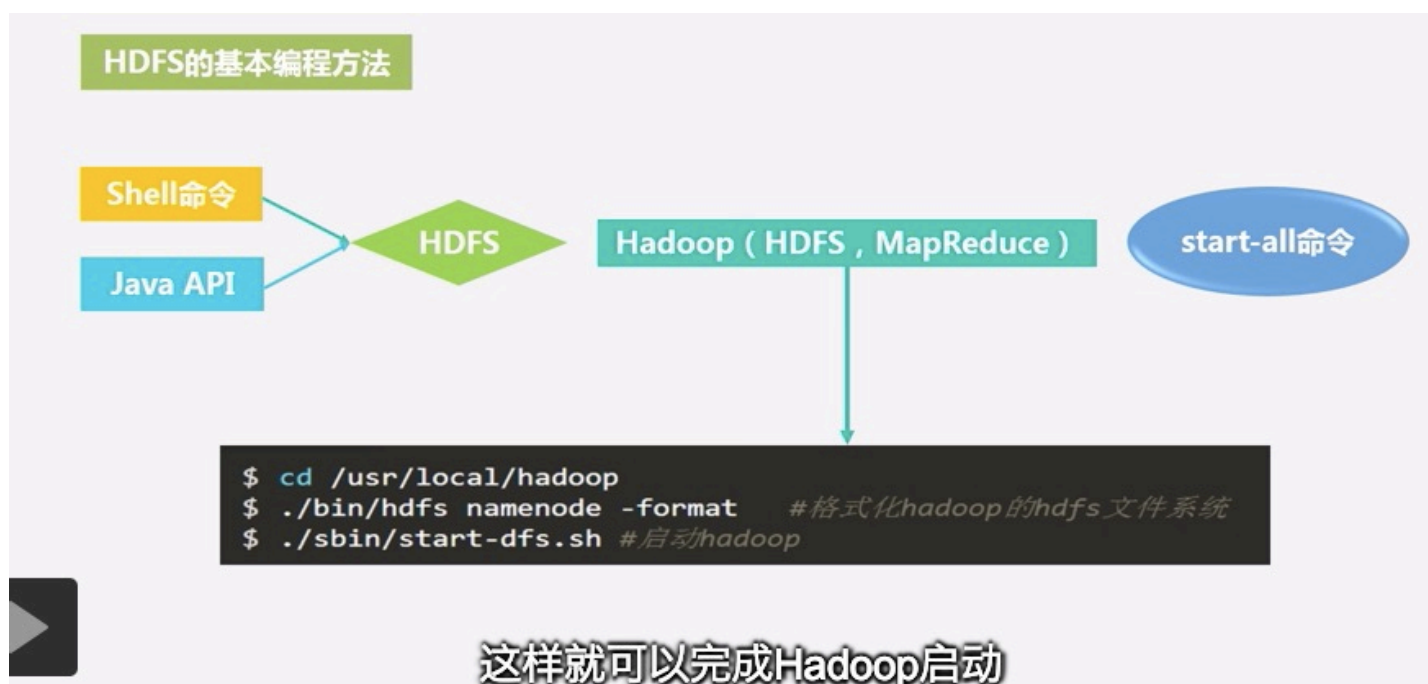 HDFS的基本编程方法
Shell命令
Java API
HDFS
Hadoop（HDFS，MapReduce）
start-all命令
$ cd /usr/local/hadoop
$ ./bin/hdfs namenode -format   #格式化hadoop的hdfs文件系统
$ ./sbin/start-dfs.sh #启动hadoop
这样就可以完成Hadoop启动